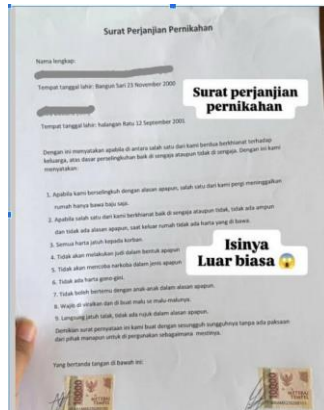 Surat Perjanjian Pernikahan
Nama lengkap:
Tempat tanggal lahir: Bangun Sari 23 November 2000
Surat perjanjian
pernikahan
Tempat tanggal lahir: halangan Ratu 12 September 2001
Dengan ini menyatakan apabila di antara salah satu dari kami berdua berkhianat terhadap
keluarga, atas dasar perselingkuhan baik di sengaja ataupun tidak di sengaja. Dengan ini kami
menyatakan:
1. Apabila kami berselingkuh dengan alasan apapun, salah satu dari kami pergi meninggalkan
rumah hanya bawa baju saja.
2. Apabila salah satu dari kami berkhianat baik di sengaja ataupun tidak, tidak ada ampun
dan tidak ada alasan apapun, saat keluar rumah tidak ada harta yang di bawa.
3. Semua harta jatuh kepada korban.
4. Tidak akan melakukan judi dalam bentuk apapun
5. Tidak akan mencoba narkoba dalam jenis apapun
6. Tidak ada harta gono-gini.
7. Tidak boleh bertemu dengan anak anak dalam alasan apapun.
8. Wajib di viralkan dan di buat malu se malu-malunya.
9. Langsung jatuh talak, tidak ada rujuk dalam alasan apapun.
Isinya
Luar biasa 😱
Demikian surat pernyataan ini kami buat dengan sesungguh sungguhnya tanpa ada paksaan
dari pihak manapun untuk di pergunakan sebagaimana mestinya.
Yang bertanda tangan di bawah ini:
10000
10000